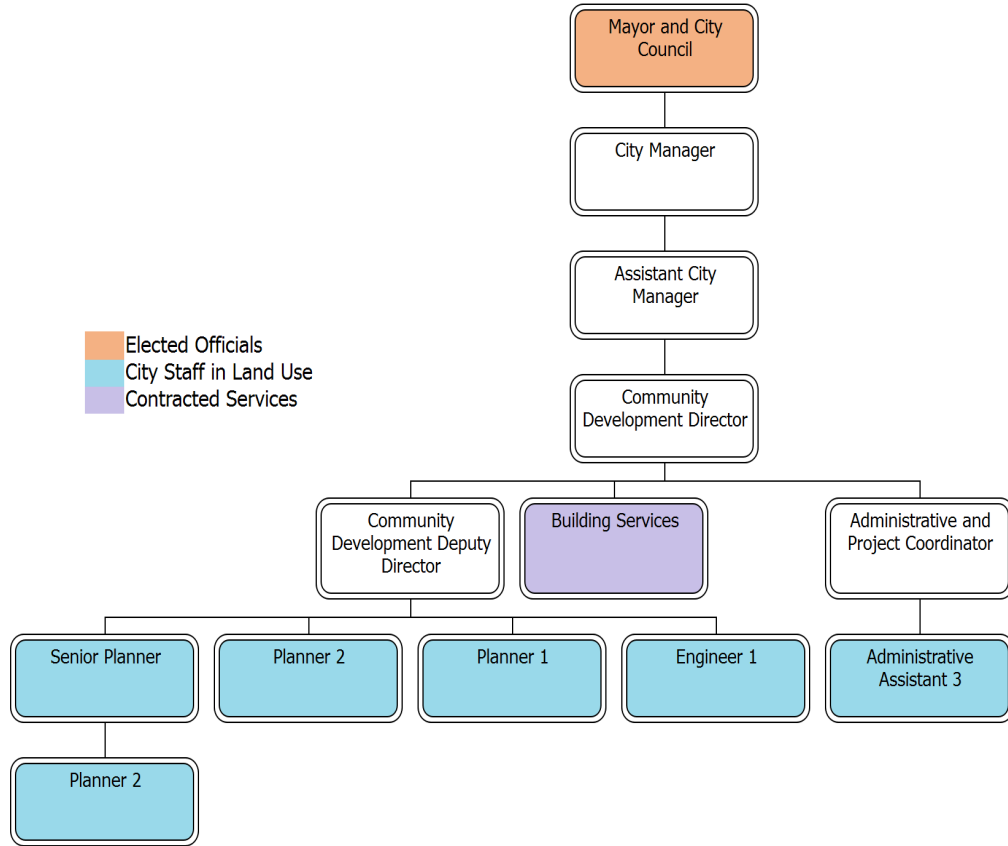 Mayor and City
Council
City Manager
Assistant City
Manager
Elected Officials
City Staff in Land Use
Contracted Services
Community
Development Director
Community
Development Deputy
Director
Building Services
Administrative and
Project Coordinator
Senior Planner
Planner 2
Planner 1
Engineer 1
Administrative
Assistant 3
Planner 2